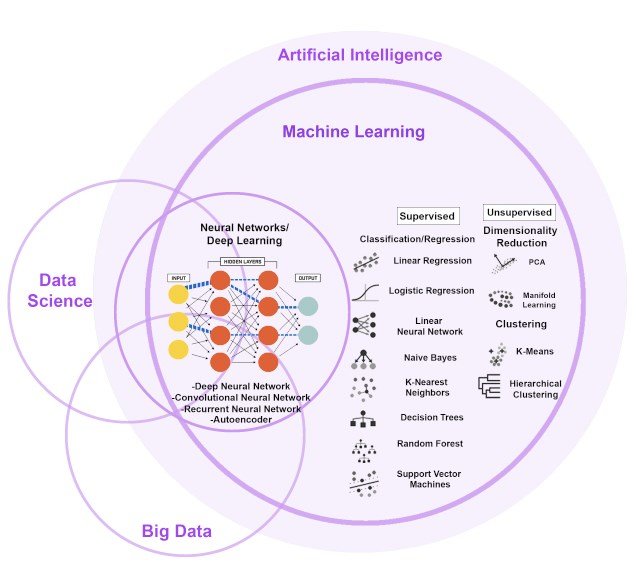 Artificial Intelligence
Machine Learning
Data
Science
Big Data
Neural Networks/
Deep Learning
HIDDEN LAYERS
INPUT
OUTPUT
-Deep Neural Network
-Convolutional Neural Network
-Recurrent Neural Network
-Autoencoder
Supervised
Classification/Regression
Linear Regression
Logistic Regression
Linear
Neural Network
Naive Bayes
K-Nearest
Neighbors
Decision Trees
Random Forest
Support Vector
Machines
Unsupervised
Dimensionality
Reduction
PCA
Manifold
Learning
Clustering
K-Means
Hierarchical
Clustering